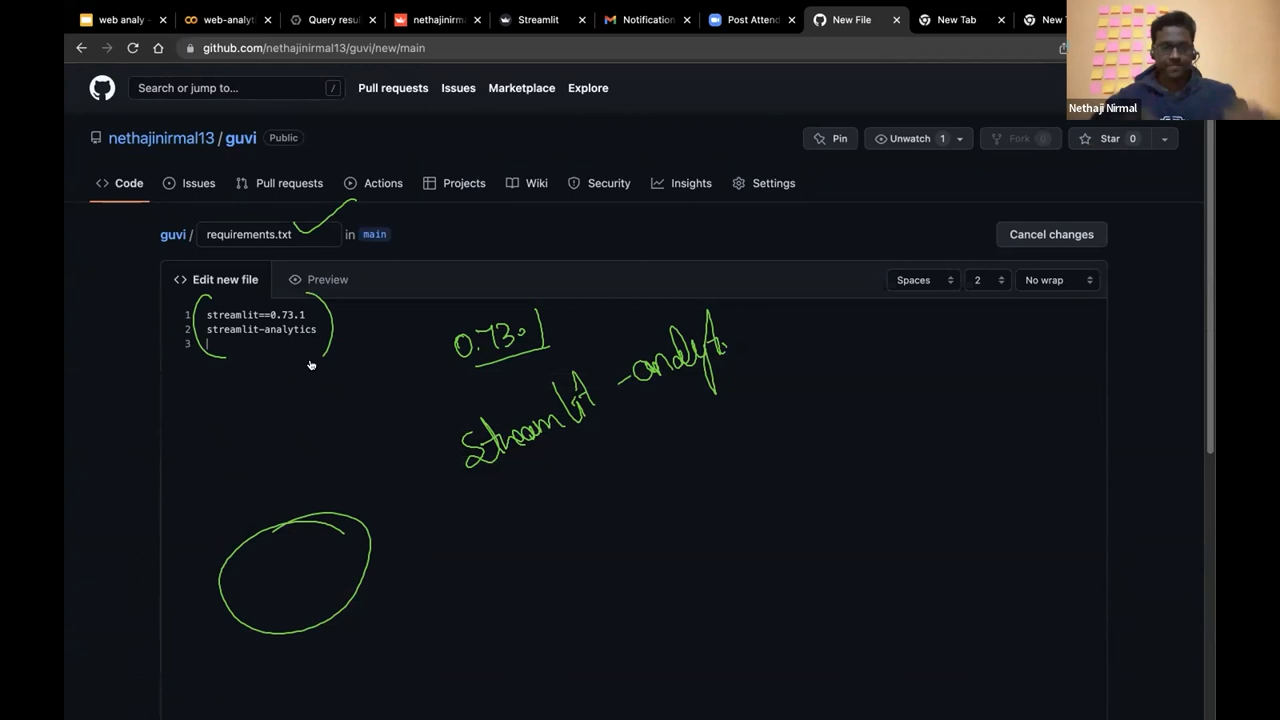 web analy
web-analyti
Query resul
nethajinirm
Streamlit
Notification
Post Attend
New File
New Tab
New T
github.com/nethajinirmal13/guvi/new/main
Search or jump to... /
Pull requests Issues Marketplace Explore
Nethaji Nirmal
nethajinirmal13 / guvi Public
Pin Unwatch 1 Fork 0 Star 0
Code Issues Pull requests Actions Projects Wiki Security Insights Settings
guvi / requirements.txt in main
Cancel changes
<> Edit new file Preview
Spaces 2 No wrap
1 streamlit==0.73.1
2 streamlit-analytics
3
0.73.1
Streamlit -analyti